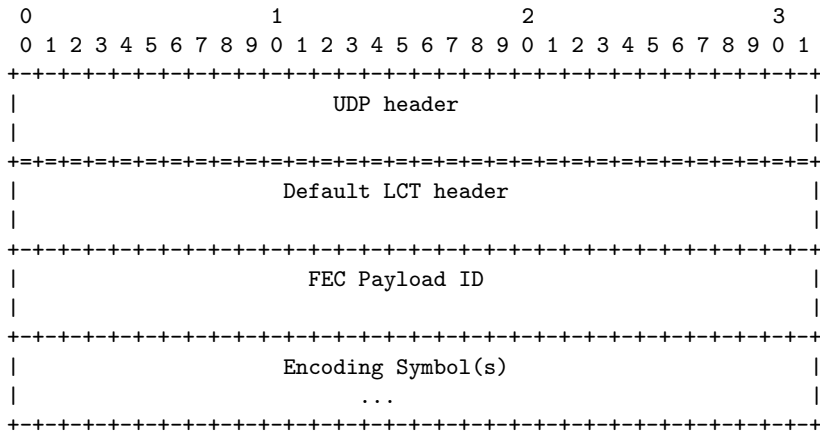 0                   1                   2                   3
 0 1 2 3 4 5 6 7 8 9 0 1 2 3 4 5 6 7 8 9 0 1 2 3 4 5 6 7 8 9 0 1
+-+-+-+-+-+-+-+-+-+-+-+-+-+-+-+-+-+-+-+-+-+-+-+-+-+-+-+-+-+-+-+-+
|                         UDP header                            |
|                                                               |
+=+=+=+=+=+=+=+=+=+=+=+=+=+=+=+=+=+=+=+=+=+=+=+=+=+=+=+=+=+=+=+=+
|                     Default LCT header                        |
|                                                               |
+-+-+-+-+-+-+-+-+-+-+-+-+-+-+-+-+-+-+-+-+-+-+-+-+-+-+-+-+-+-+-+-+
|                       FEC Payload ID                          |
|                                                               |
+-+-+-+-+-+-+-+-+-+-+-+-+-+-+-+-+-+-+-+-+-+-+-+-+-+-+-+-+-+-+-+-+
|                     Encoding Symbol(s)                        |
|                           ...                                 |
+-+-+-+-+-+-+-+-+-+-+-+-+-+-+-+-+-+-+-+-+-+-+-+-+-+-+-+-+-+-+-+-+